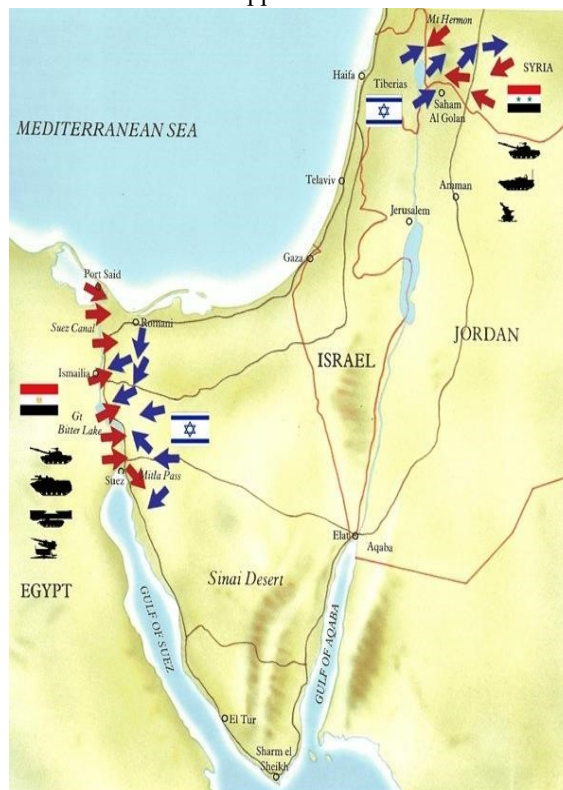 Mt Hermon
SYRIA
Haifa
Tiberias
Saham
Al Golan
MEDITERRANEAN SEA
Telaviv
Amman
Jerusalem
Gaza
Port Said
Suez Canal
Romani
JORDAN
ISRAEL
Ismailia
Gt
Bitter Lake
Mitla Pass
Suez
Elat
Aqaba
Sinai Desert
EGYPT
GULF OF SUEZ
GULF OF AQABA
El Tur
Sharm el
Sheikh